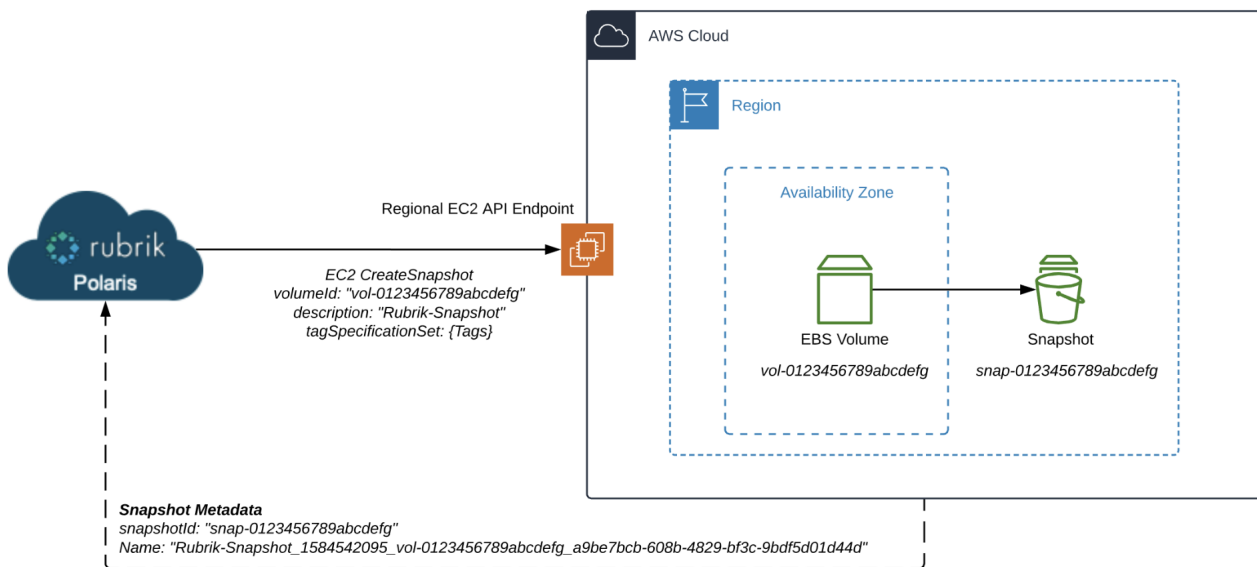 AWS Cloud
Region
Availability Zone
Regional EC2 API Endpoint
rubrik
Polaris
EC2 CreateSnapshot
volumeId: "vol-0123456789abcdefg"
description: "Rubrik-Snapshot"
tagSpecificationSet: {Tags}
EBS Volume
vol-0123456789abcdefg
Snapshot
snap-0123456789abcdefg
Snapshot Metadata
snapshotId: "snap-0123456789abcdefg"
Name: "Rubrik-Snapshot_1584542095_vol-0123456789abcdefg_a9be7bcb-608b-4829-bf3c-9bdf5d01d44d"